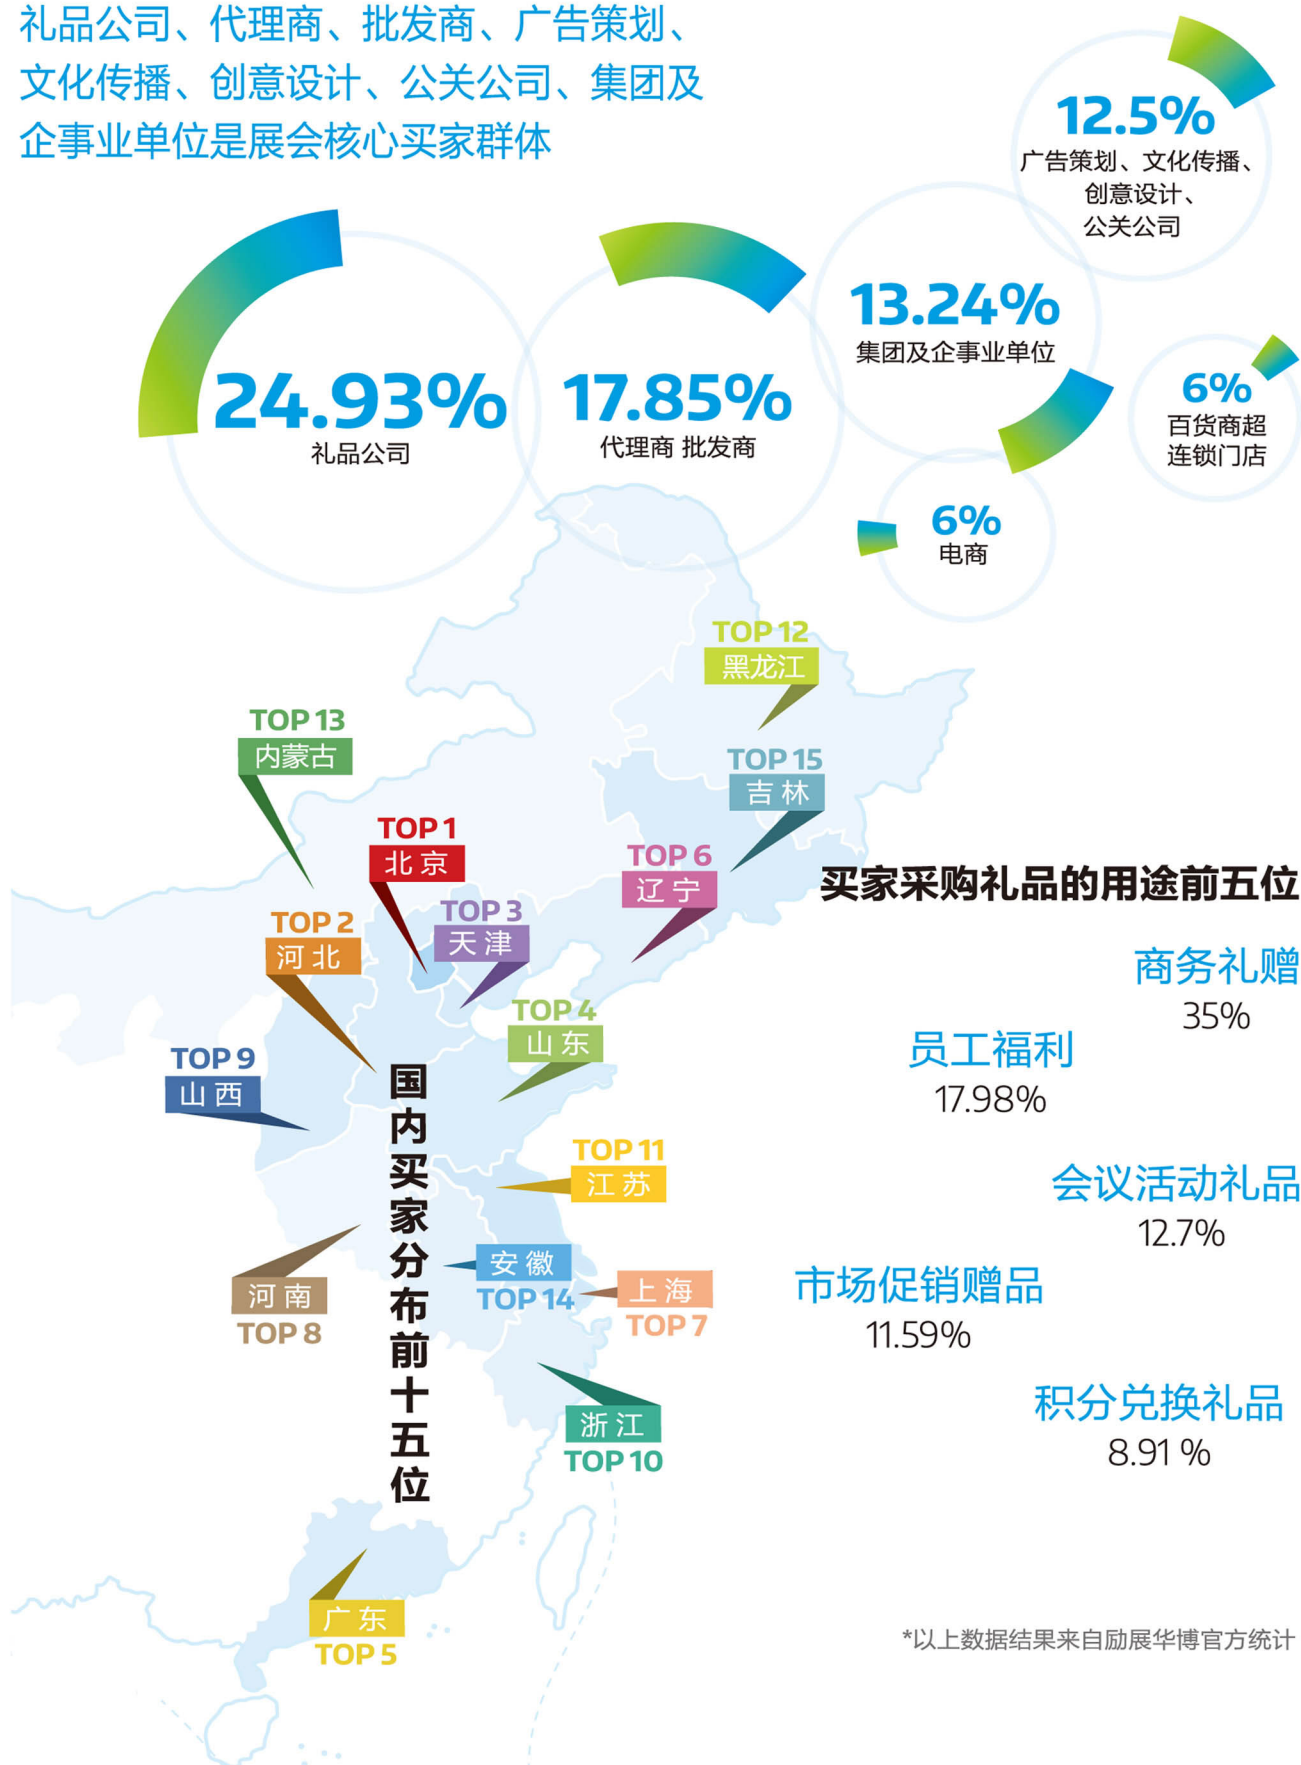 礼品公司、代理商、批发商、广告策划、
文化传播、创意设计、公关公司、集团及
企事业单位是展会核心买家群体
12.5%
广告策划、文化传播、
创意设计、
公关公司
24.93%
礼品公司
17.85%
代理商 批发商
13.24%
集团及企事业单位
6%
百货商超
连锁门店
6%
电商
TOP 12
黑龙江
TOP 13
内蒙古
TOP 15
吉林
TOP 1
北京
TOP 6
辽宁
TOP 2
河北
TOP 3
天津
TOP 4
山东
TOP 9
山西
国内买家分布前十五位
TOP 11
江苏
安徽
TOP 14
上海
TOP 7
河南
TOP 8
浙江
TOP 10
广东
TOP 5
买家采购礼品的用途前五位
商务礼赠
35%
员工福利
17.98%
会议活动礼品
12.7%
市场促销赠品
11.59%
积分兑换礼品
8.91 %
*以上数据结果来自励展华博官方统计